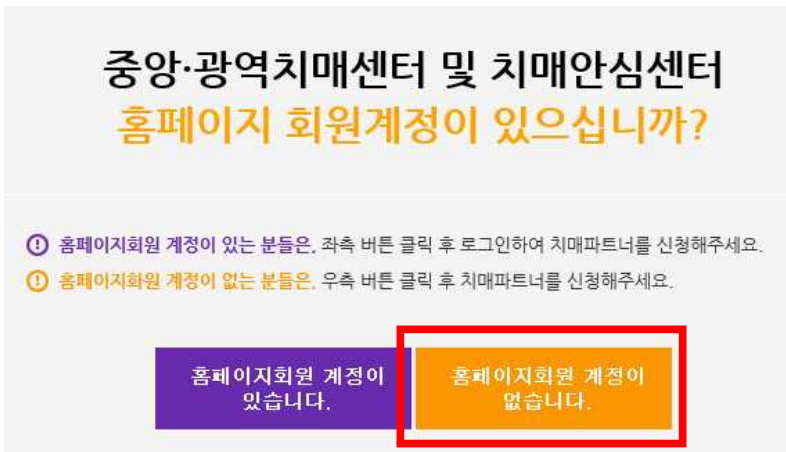 중앙·광역치매센터 및 치매안심센터
홈페이지 회원계정이 있으십니까?
홈페이지회원 계정이 있는 분들은, 좌측 버튼 클릭 후 로그인하여 치매파트너를 신청해주세요.
홈페이지화원 계정이 없는 분들은, 우측 버튼 클릭 후 치매파트너를 신청해주세요.
홈페이지회원 계정이
있습니다.
홈페이지회원 계정이
없습니다.